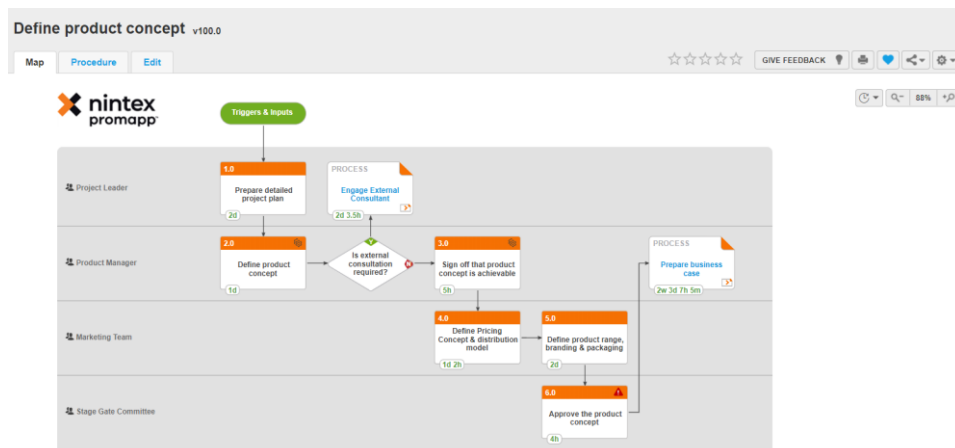 Define product concept v100.0
Map
Procedure
Edit
GIVE FEEDBACK
88%
nintex
promapp
Triggers & Inputs
Project Leader
1.0
Prepare detailed
project plan
2d
PROCESS
Engage External
Consultant
2d 3.5h
Product Manager
2.0
Define product
concept
1d
Y
Is external
consultation
required?
N
3.0
Sign off that product
concept is achievable
5h
PROCESS
Prepare business
case
2w 3d 7h 5m
Marketing Team
4.0
Define Pricing
Concept & distribution
model
1d 2h
5.0
Define product range,
branding & packaging
2d
Stage Gate Committee
6.0
Approve the product
concept
4h